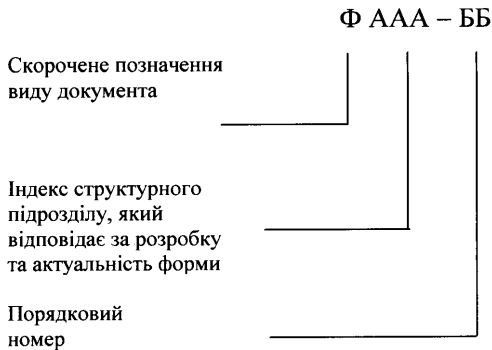 Ф ААА – ББ
Скорочене позначення
виду документа
Індекс структурного
підрозділу, який
відповідає за розробку
та актуальність форми
Порядковий
номер